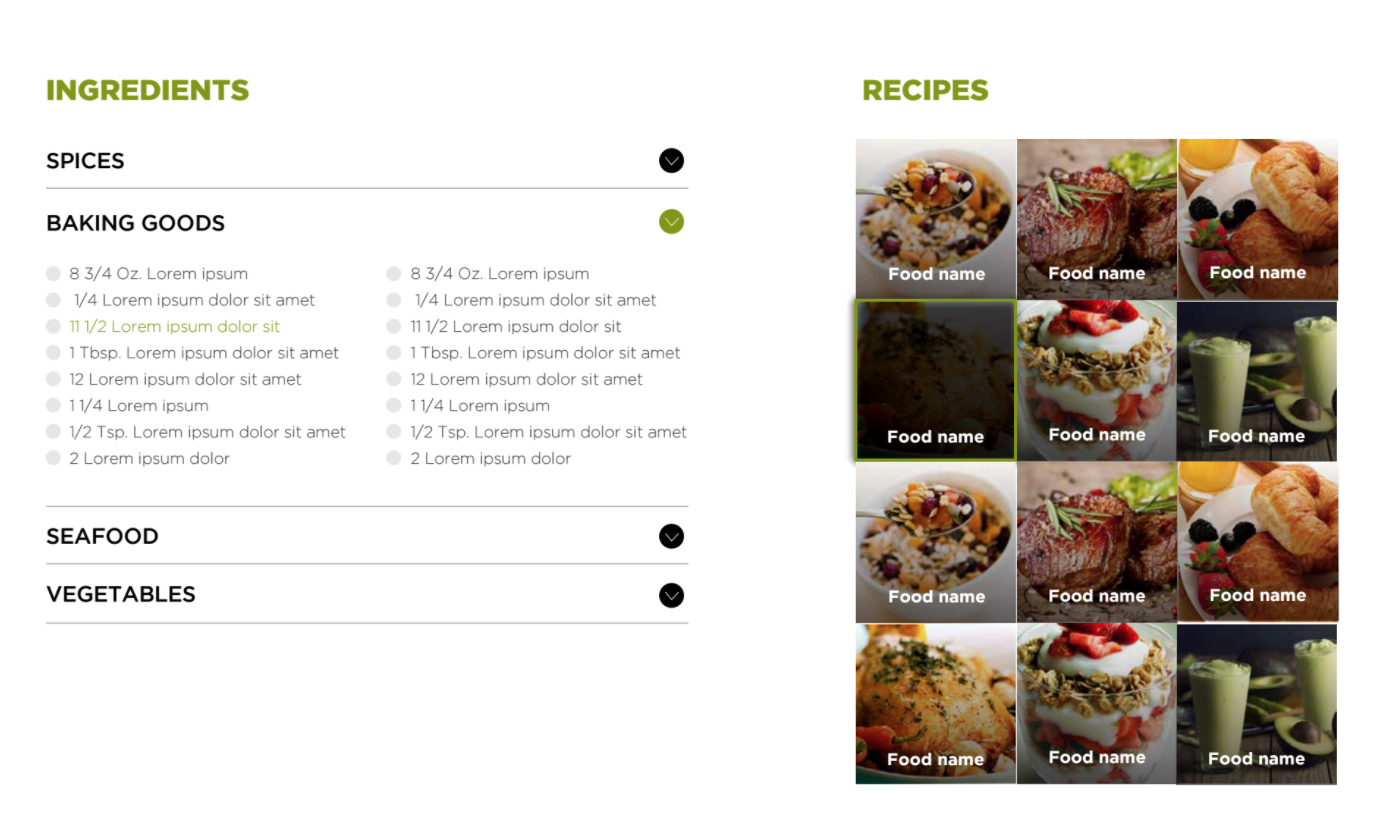 INGREDIENTS
SPICES
BAKING GOODS
8 3/4 Oz. Lorem ipsum
1/4 Lorem ipsum dolor sit amet
11 1/2 Lorem ipsum dolor sit
1 Tbsp. Lorem ipsum dolor sit amet
12 Lorem ipsum dolor sit amet
1 1/4 Lorem ipsum
1/2 Tsp. Lorem ipsum dolor sit amet
2 Lorem ipsum dolor
8 3/4 Oz. Lorem ipsum
1/4 Lorem ipsum dolor sit amet
11 1/2 Lorem ipsum dolor sit
1 Tbsp. Lorem ipsum dolor sit amet
12 Lorem ipsum dolor sit amet
1 1/4 Lorem ipsum
1/2 Tsp. Lorem ipsum dolor sit amet
2 Lorem ipsum dolor
SEAFOOD
VEGETABLES
RECIPES
Food name
Food name
Food name
Food name
Food name
Food name
Food name
Food name
Food name
Food name
Food name
Food name